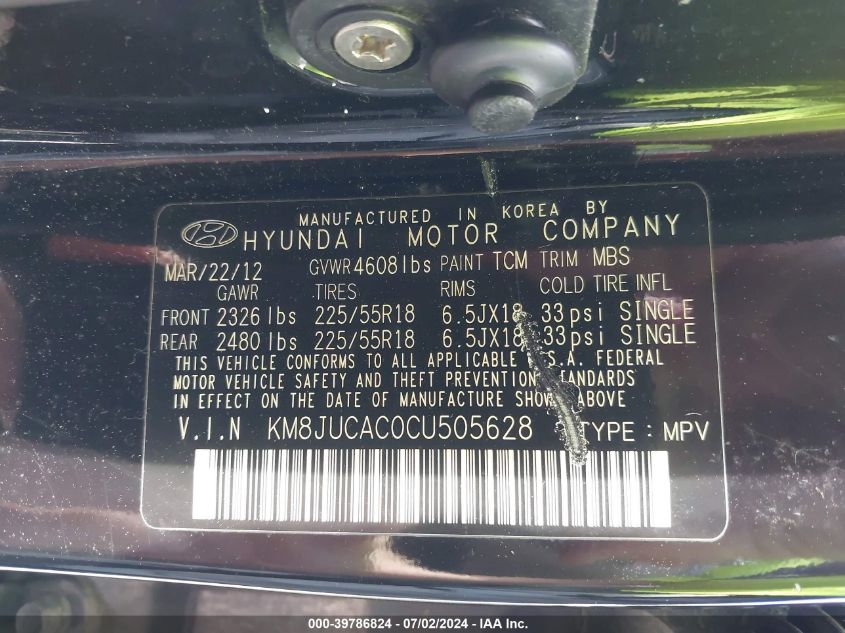 MANUFACTURED IN KOREA BY
HYUNDAI MOTOR COMPANY
MAR/22/12 GVWR4608lbs PAINT TCM TRIM MBS
GAWR TIRES RIMS COLD TIRE INFL
FRONT 2326 lbs 225/55R18 6.5JX18 33psi SINGLE
REAR 2480 lbs 225/55R18 6.5JX18 33psi SINGLE
THIS VEHICLE CONFORMS TO ALL APPLICABLE U.S.A. FEDERAL
MOTOR VEHICLE SAFETY AND THEFT PREVENTION STANDARDS
IN EFFECT ON THE DATE OF MANUFACTURE SHOWN ABOVE
V.I.N KM8JUCAC0CU505628 TYPE : MPV
000-39786824 / 07/02/2024 - IAA Inc.